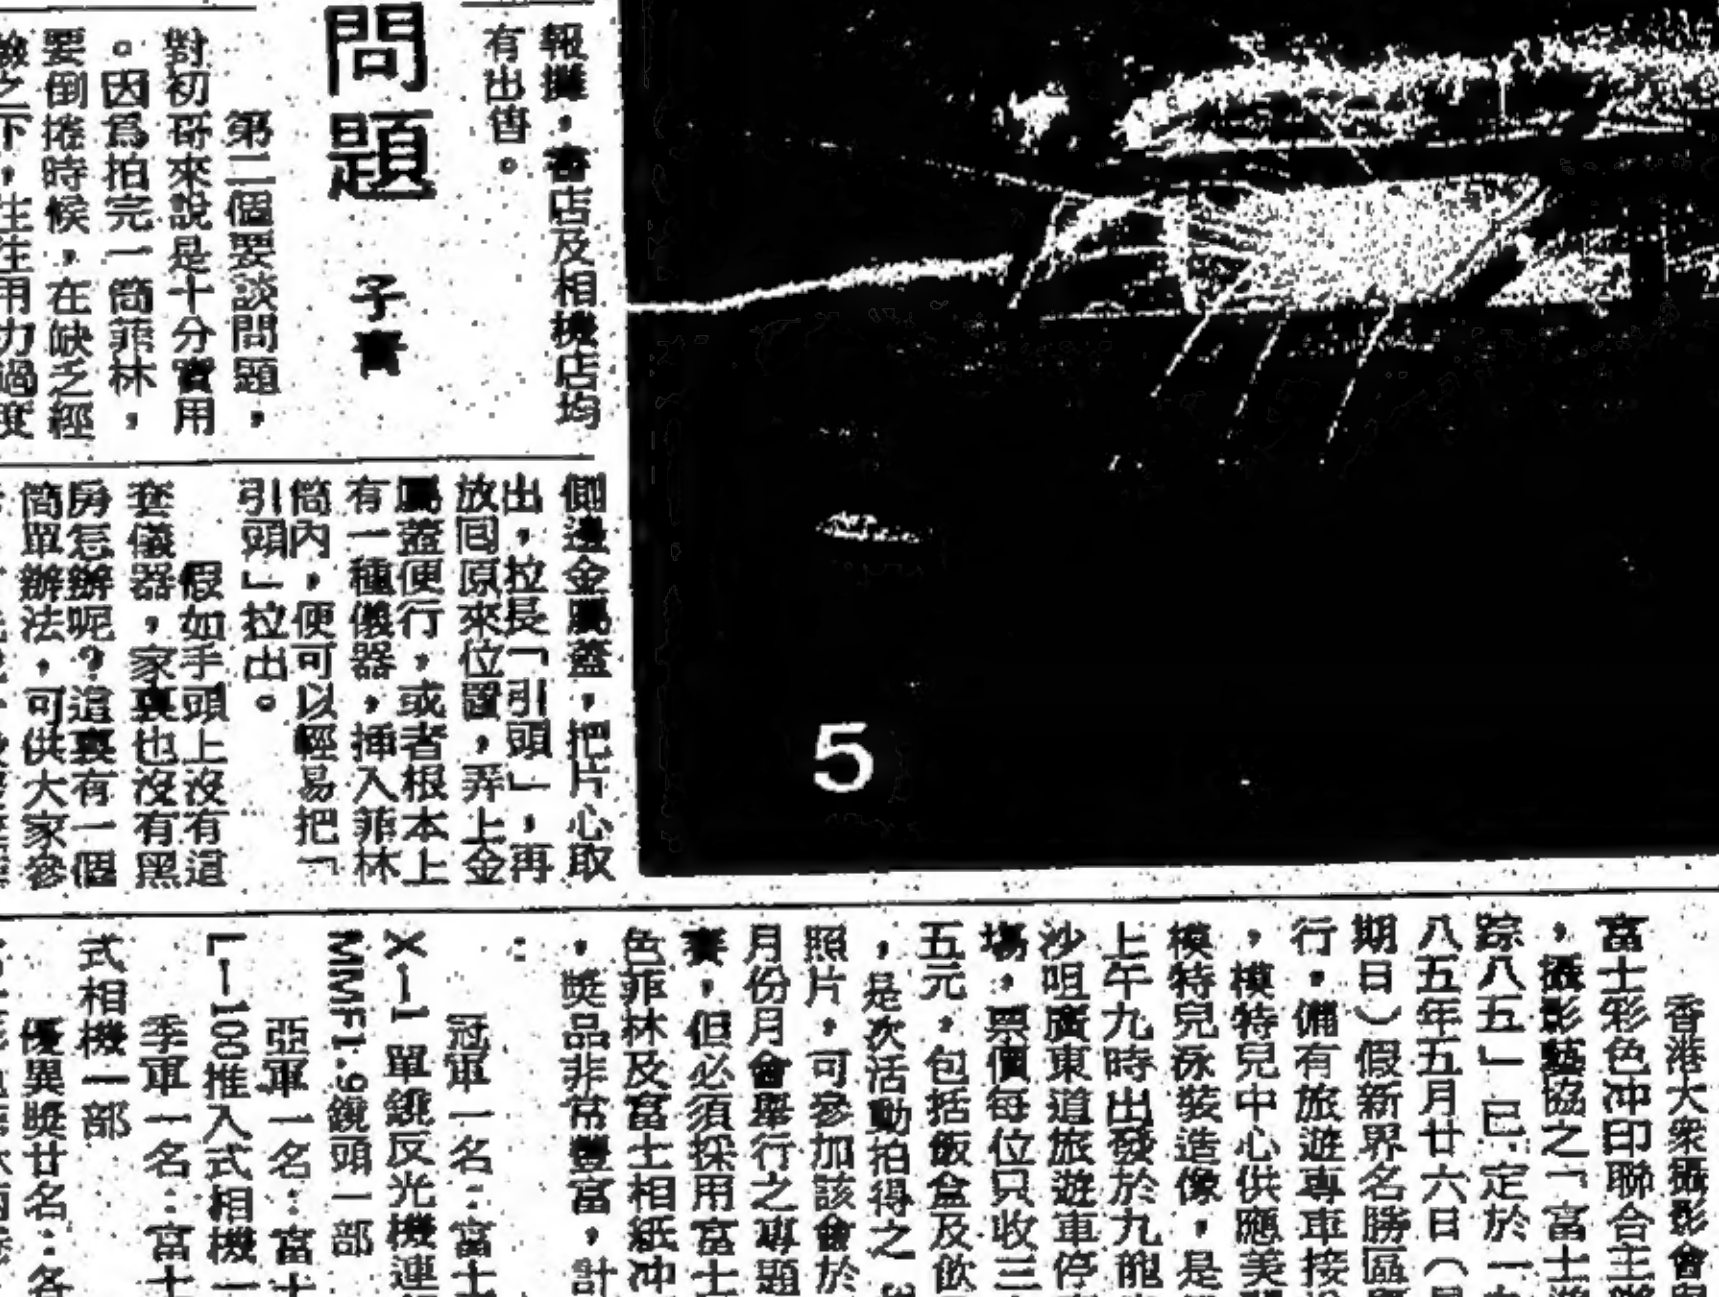 報攤，書店及相機店均
有出售。
問題
子
第二個要談問題，
對初哥來說是十分實用
。因爲拍完一筒菲林，
要倒捲時候，在缺乏經
之下，往往用力過度
側邊金屬蓋，把片心取
出，拉長「引頭」，再
放回原來位置，弄上金
屬蓋便行，或者根本上
有一種儀器，插入菲林
筒內，便可以輕易把「
引頭」拉出。
假如手頭上沒有這
套儀器，家裏也沒有黑
房怎辦呢？這裏有一個
簡單辦法，可供大家參
5
香港大衆攝影會
富士彩色冲印聯合主
，攝影藝協之「富士
踪八五」已定於一
八五年五月廿六日（
期日）假新界名勝區
行，備有旅遊專車接
，模特兒中心供應美
模特兒泳裝造像，是
上午九時出發於九龍
沙咀廣東道旅遊車停
場，票價每位只收三
五元，包括飯盒及飲
，是次活動拍得之
照片，可參加該會於
月份月會舉行之專題
賽，但必須採用富士
色菲林及富士相紙冲
，獎品非常豐富，計
：
冠軍一名：富士
X—1單鏡反光機連
MMF1.9鏡頭一部
亞軍一名：富士
L—100推入式相機一
季軍一名：富士
式相機一部
優異獎廿名：各